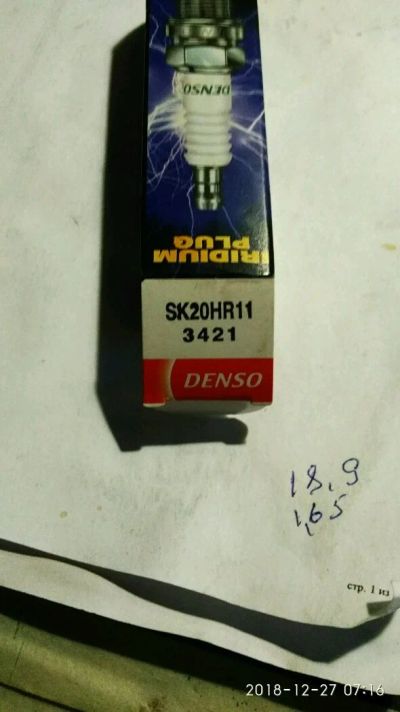 DENSO
IRIDIUM
PLUG
SK20HR11
3421
DENSO
18,9
1,65
стр. 1 из
2018-12-27 07:16